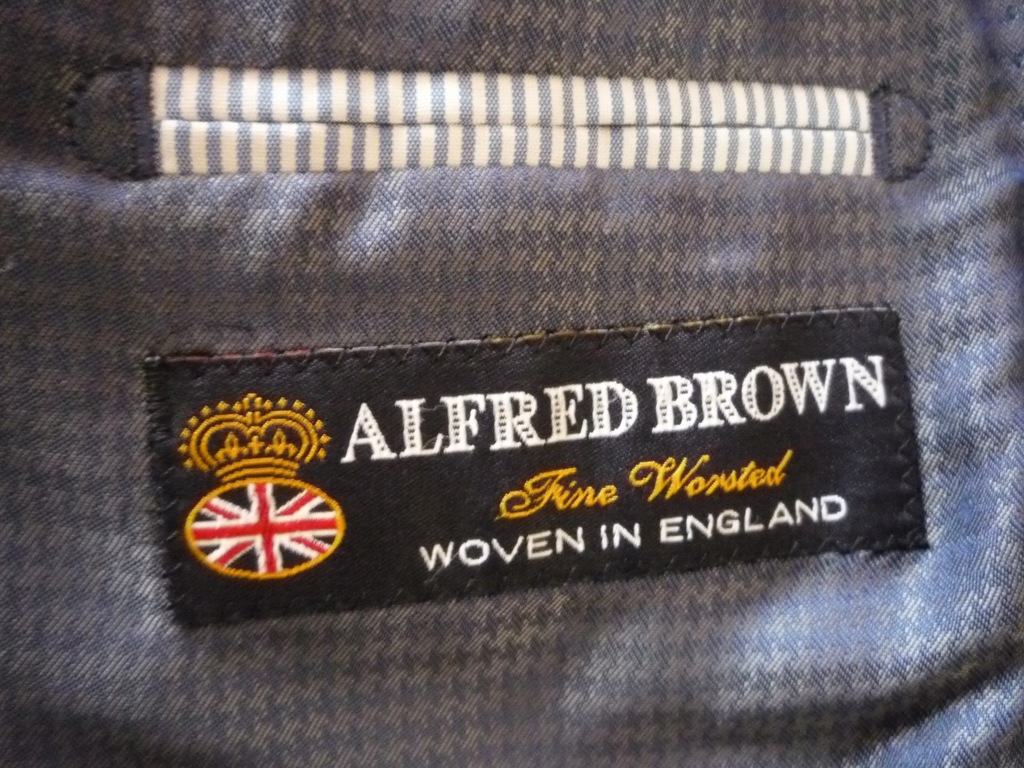 ALFRED BROWN
Fine Worsted
WOVEN IN ENGLAND